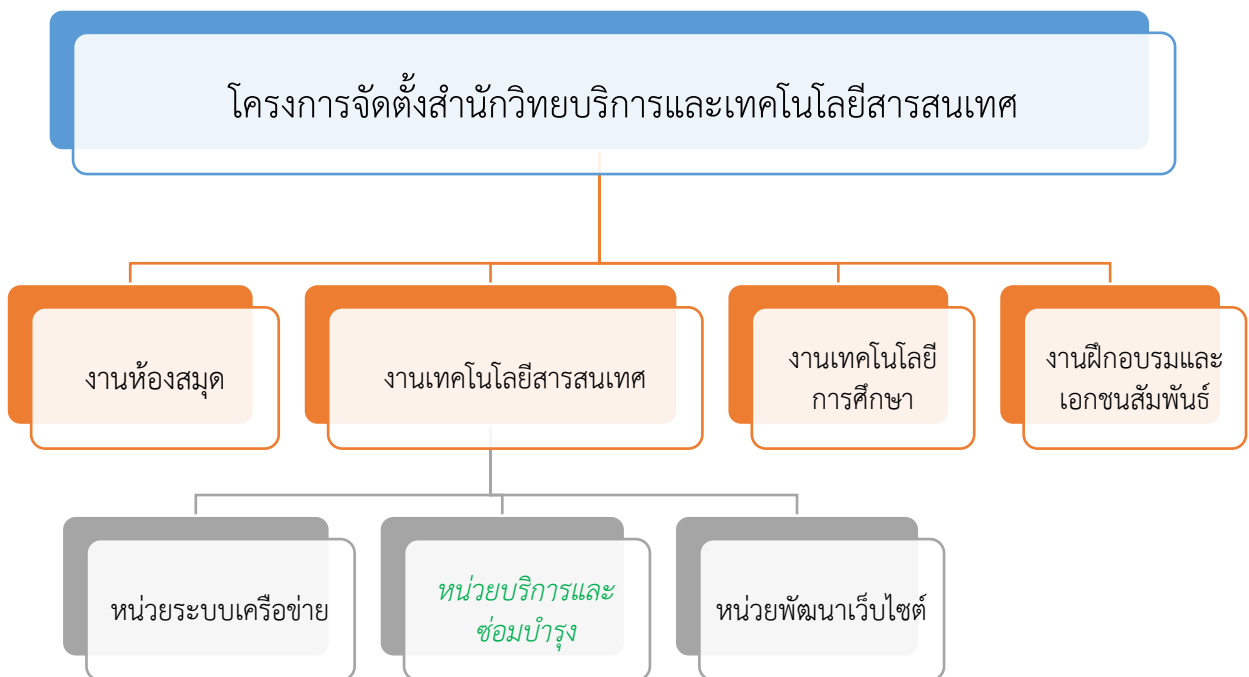 โครงการจัดตั้งสำนักวิทยบริการและเทคโนโลยีสารสนเทศ
งานห้องสมุด
งานเทคโนโลยีสารสนเทศ
งานเทคโนโลยี
การศึกษา
งานฝึกอบรมและ
เอกชนสัมพันธ์
หน่วยระบบเครือข่าย
หน่วยบริการและ
ซ่อมบำรุง
หน่วยพัฒนาเว็บไซต์